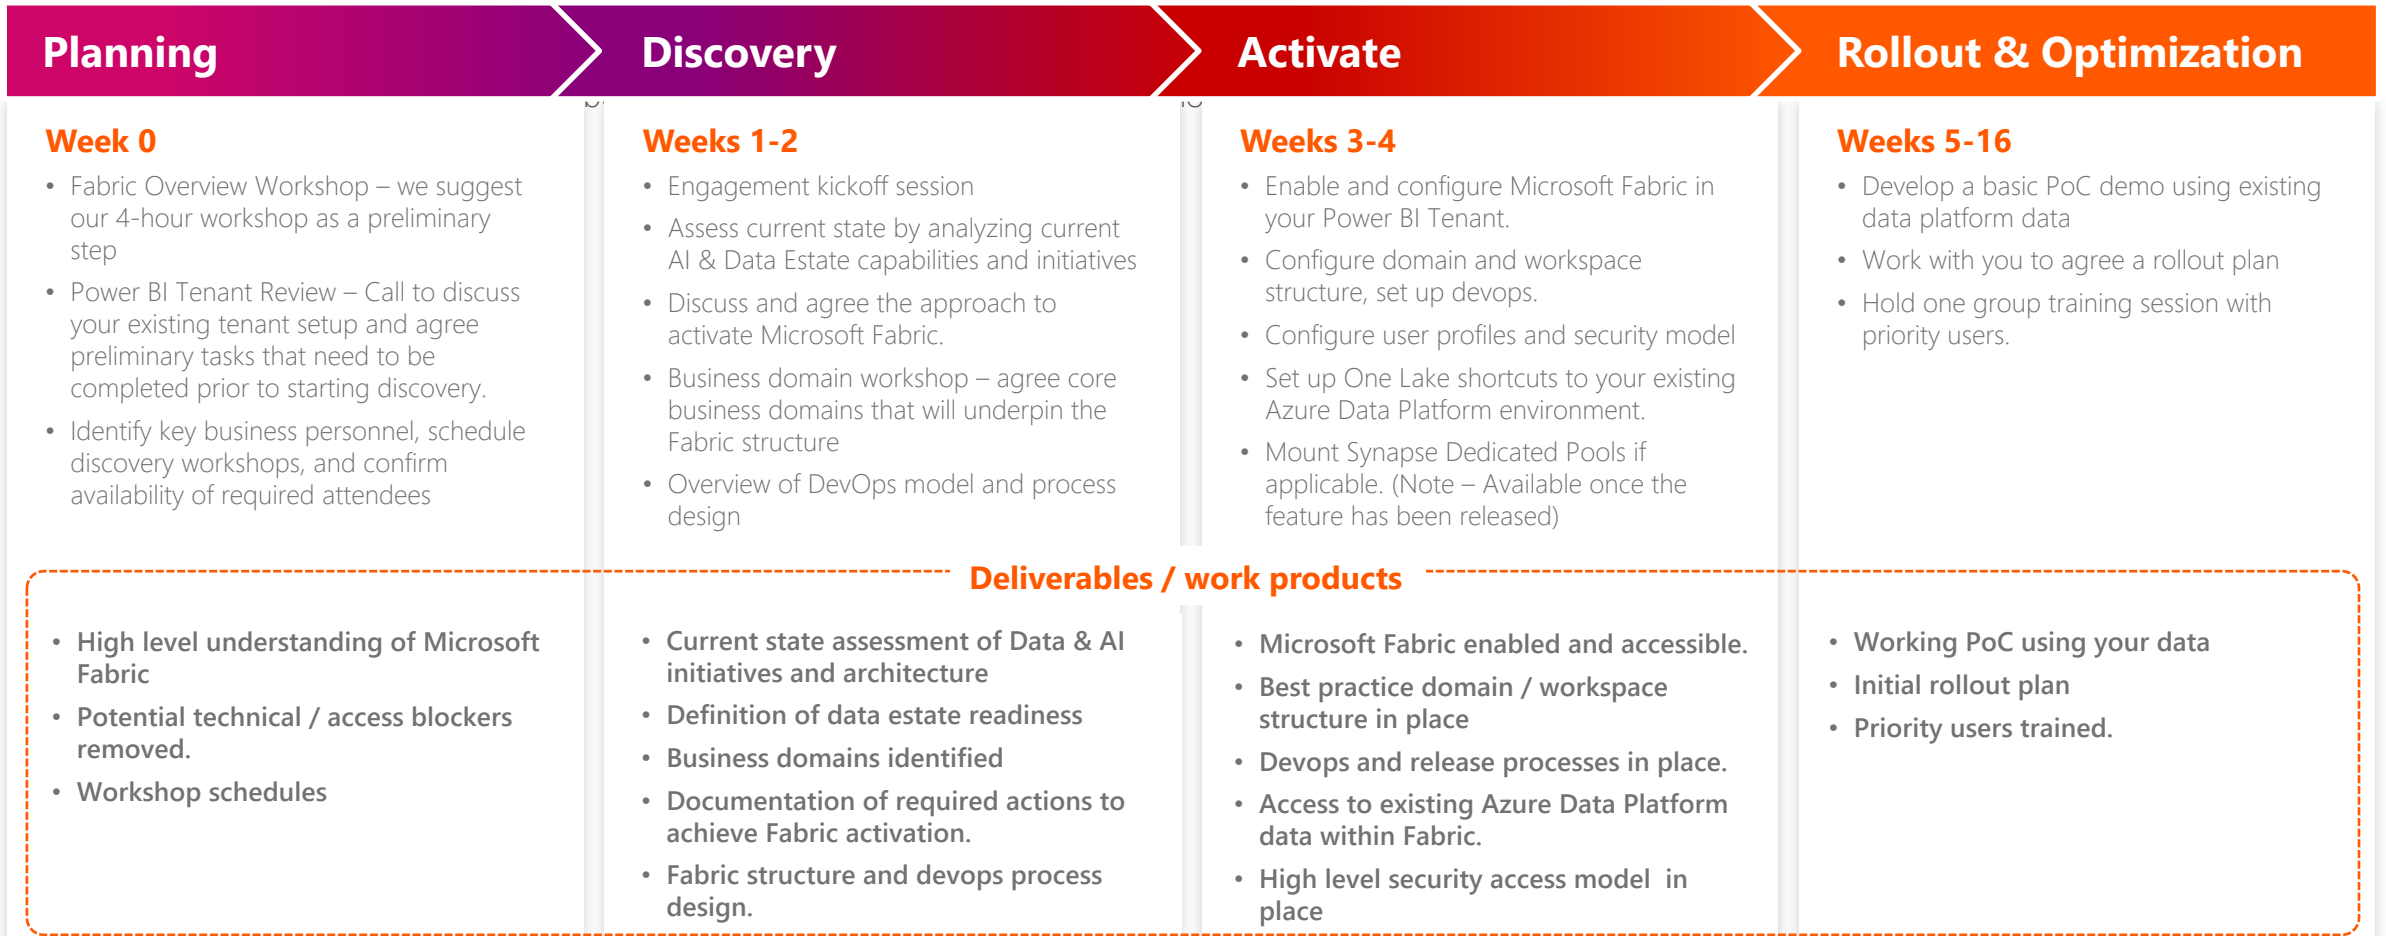 Planning
Discovery
Activate
Rollout & Optimization
Week 0
• Fabric Overview Workshop – we suggest
our 4-hour workshop as a preliminary
step
• Power BI Tenant Review – Call to discuss
your existing tenant setup and agree
preliminary tasks that need to be
completed prior to starting discovery.
• Identify key business personnel, schedule
discovery workshops, and confirm
availability of required attendees
Weeks 1-2
• Engagement kickoff session
• Assess current state by analyzing current
AI & Data Estate capabilities and initiatives
• Discuss and agree the approach to
activate Microsoft Fabric.
• Business domain workshop – agree core
business domains that will underpin the
Fabric structure
• Overview of DevOps model and process
design
Weeks 3-4
• Enable and configure Microsoft Fabric in
your Power BI Tenant.
• Configure domain and workspace
structure, set up devops.
• Configure user profiles and security model
• Set up One Lake shortcuts to your existing
Azure Data Platform environment.
• Mount Synapse Dedicated Pools if
applicable. (Note – Available once the
feature has been released)
Weeks 5-16
• Develop a basic PoC demo using existing
data platform data
• Work with you to agree a rollout plan
• Hold one group training session with
priority users.
Deliverables / work products
• High level understanding of Microsoft
Fabric
• Potential technical / access blockers
removed.
• Workshop schedules
• Current state assessment of Data & AI
initiatives and architecture
• Definition of data estate readiness
• Business domains identified
• Documentation of required actions to
achieve Fabric activation.
• Fabric structure and devops process
design.
• Microsoft Fabric enabled and accessible.
• Best practice domain / workspace
structure in place
• Devops and release processes in place.
• Access to existing Azure Data Platform
data within Fabric.
• High level security access model  in
place
• Working PoC using your data
• Initial rollout plan
• Priority users trained.